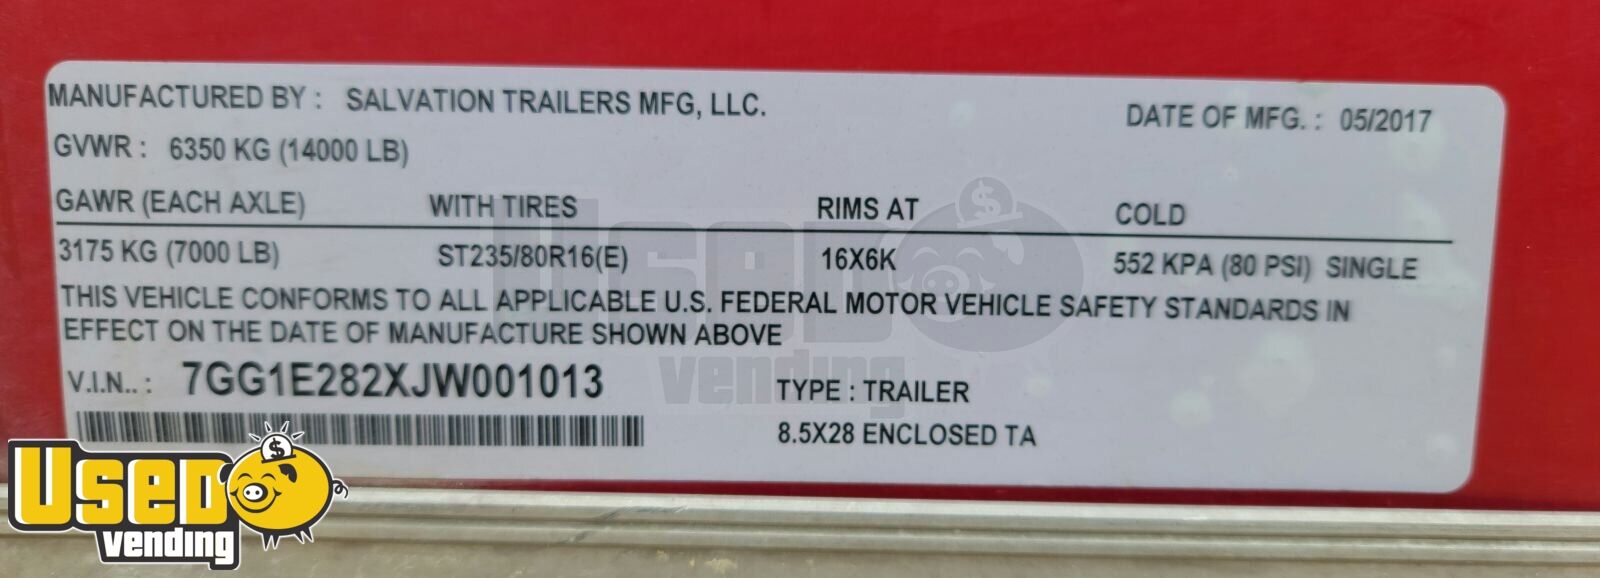 MANUFACTURED BY : SALVATION TRAILERS MFG, LLC. DATE OF MFG. : 05/2017
GVWR : 6350 KG (14000 LB)
GAWR (EACH AXLE) WITH TIRES RIMS AT COLD
3175 KG (7000 LB) ST235/80R16(E) 16X6K 552 KPA (80 PSI) SINGLE
THIS VEHICLE CONFORMS TO ALL APPLICABLE U.S. FEDERAL MOTOR VEHICLE SAFETY STANDARDS IN
EFFECT ON THE DATE OF MANUFACTURE SHOWN ABOVE
V.I.N.. : 7GG1E282XJW001013 TYPE : TRAILER
8.5X28 ENCLOSED TA
USED
vending
$
USED
vending
$